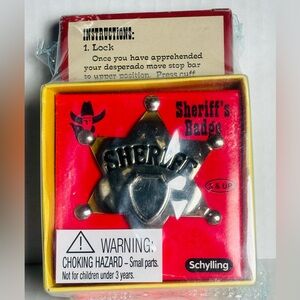 INSTRUCTIONS:
1. Lock
Once you have apprehended
your desperado move stop bar
to upper position. Press cuff
Sheriff's
Badge
SHERIFF
5 & UP
WARNING:
CHOKING HAZARD - Small parts.
Not for children under 3 years.
Schylling